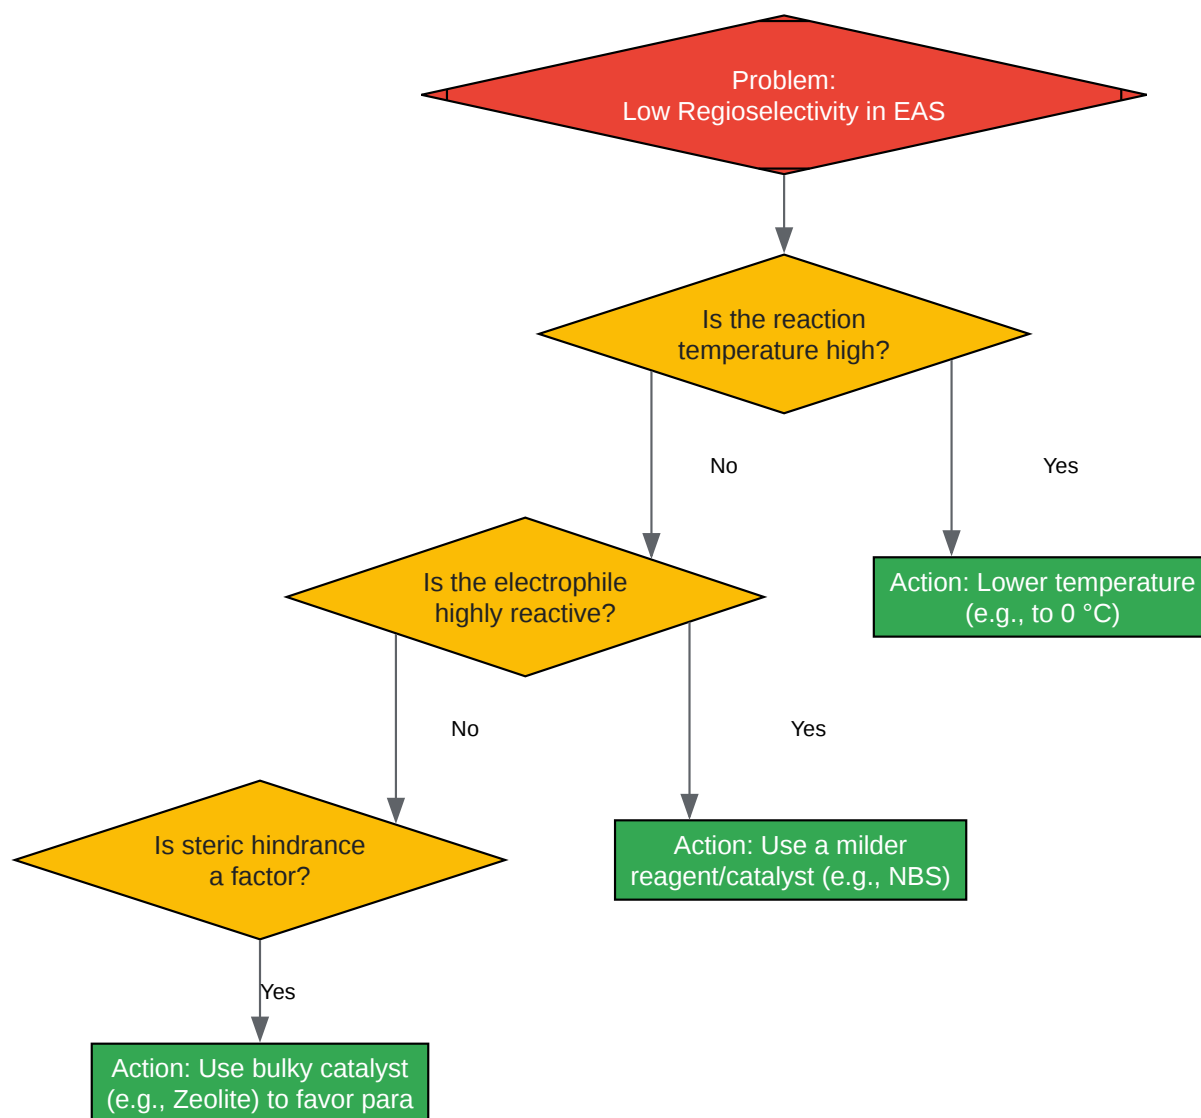 Problem:
Low Regioselectivity in EAS
Is the reaction
temperature high?
No
Yes
Is the electrophile
highly reactive?
Action: Lower temperature
(e.g., to 0 °C)
No
Yes
Is steric hindrance
a factor?
Action: Use a milder
reagent/catalyst (e.g., NBS)
Yes
Action: Use bulky catalyst
(e.g., Zeolite) to favor para